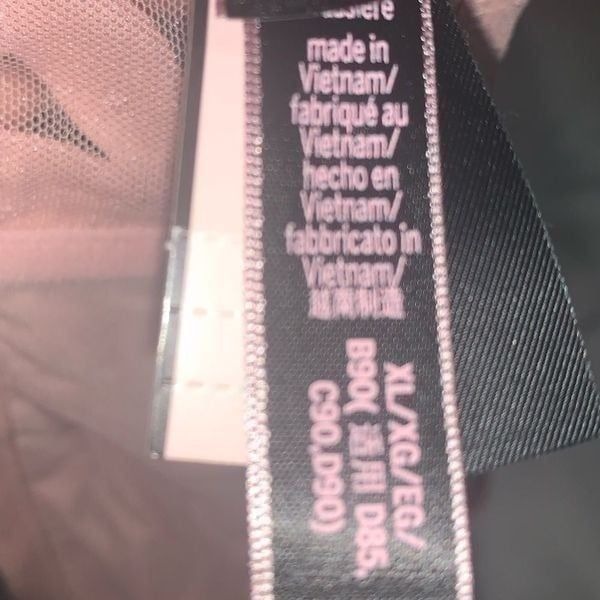 made in
Vietnam/
fabriqué au
Vietnam/
hecho en
Vietnam/
fabbricato in
Vietnam/
越南制造
XL/XG/EG/
B90( 适用 D85,
C90,D90)